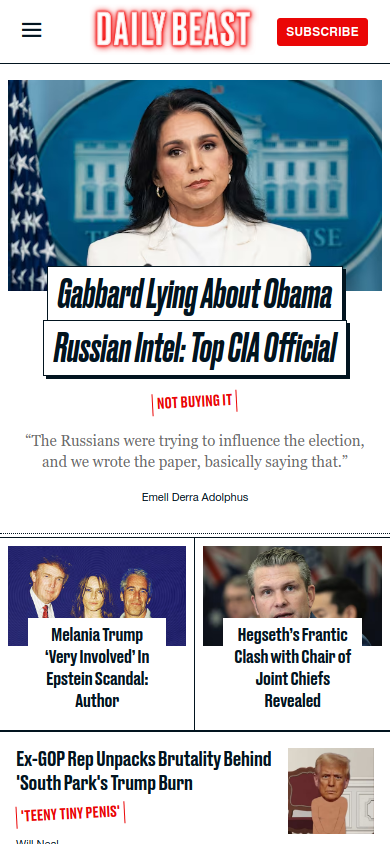 DAILY BEAST
SUBSCRIBE
THE WHITE HOUSE
Gabbard Lying About Obama
Russian Intel: Top CIA Official
NOT BUYING IT
“The Russians were trying to influence the election,
and we wrote the paper, basically saying that.”
Emell Derra Adolphus
Melania Trump
‘Very Involved’ In
Epstein Scandal:
Author
Hegseth’s Frantic
Clash with Chair of
Joint Chiefs
Revealed
Ex-GOP Rep Unpacks Brutality Behind
'South Park's Trump Burn
'TEENY TINY PENIS'
Will Neal